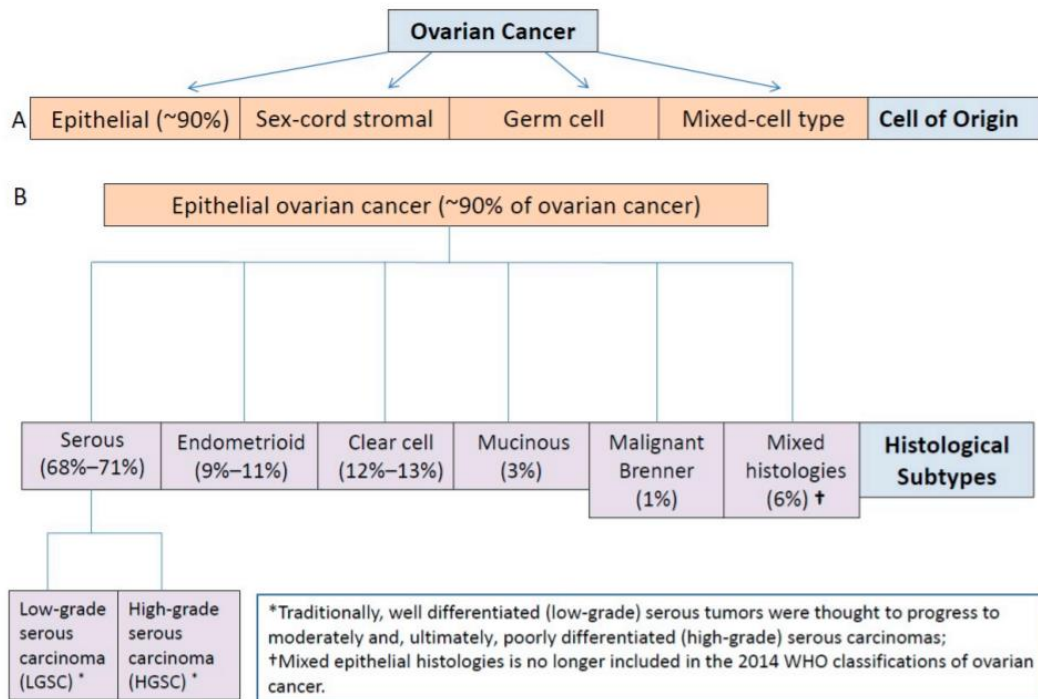 Ovarian Cancer
A
Epithelial (~90%)
Sex-cord stromal
Germ cell
Mixed-cell type
Cell of Origin
B
Epithelial ovarian cancer (~90% of ovarian cancer)
Serous
(68%–71%)
Endometrioid
(9%–11%)
Clear cell
(12%–13%)
Mucinous
(3%)
Malignant
Brenner
(1%)
Mixed
histologies
(6%) ✝
Histological
Subtypes
Low-grade
serous
carcinoma
(LGSC) *
High-grade
serous
carcinoma
(HGSC) *
*Traditionally, well differentiated (low-grade) serous tumors were thought to progress to
moderately and, ultimately, poorly differentiated (high-grade) serous carcinomas;
✝Mixed epithelial histologies is no longer included in the 2014 WHO classifications of ovarian
cancer.